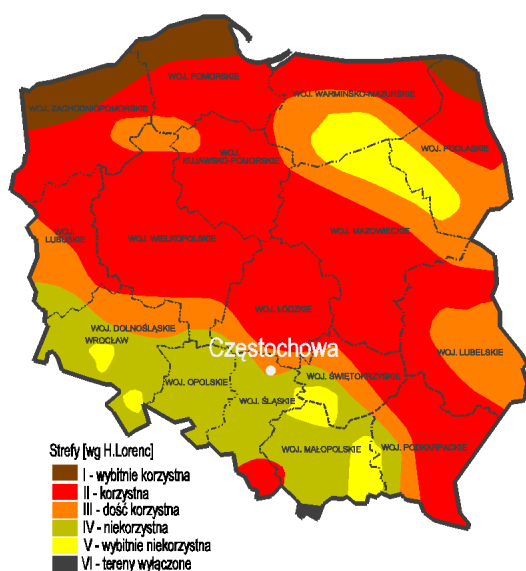 WOJ. POMORSKIE
WOJ. WARMIŃSKO-MAZURSKIE
WOJ. ZACHODNIOPOMORSKIE
WOJ. PODLASKIE
WOJ.
KUJAWSKO-POMORSKIE
WOJ.
LUBUSKIE
WOJ. WIELKOPOLSKIE
WOJ. MAZOWIECKIE
WOJ. ŁÓDZKIE
WOJ. DOLNOŚLĄSKIE
WROCŁAW
Częstochowa
WOJ. LUBELSKIE
WOJ. OPOLSKIE
WOJ. ŚWIĘTOKRZYSKIE
WOJ. ŚLĄSKIE
WOJ. MAŁOPOLSKIE
WOJ. PODKARPACKIE
Strefy [wg H.Lorenc]
I - wybitnie korzystna
II - korzystna
III - dość korzystna
IV - niekorzystna
V - wybitnie niekorzystna
VI - tereny wyłączone